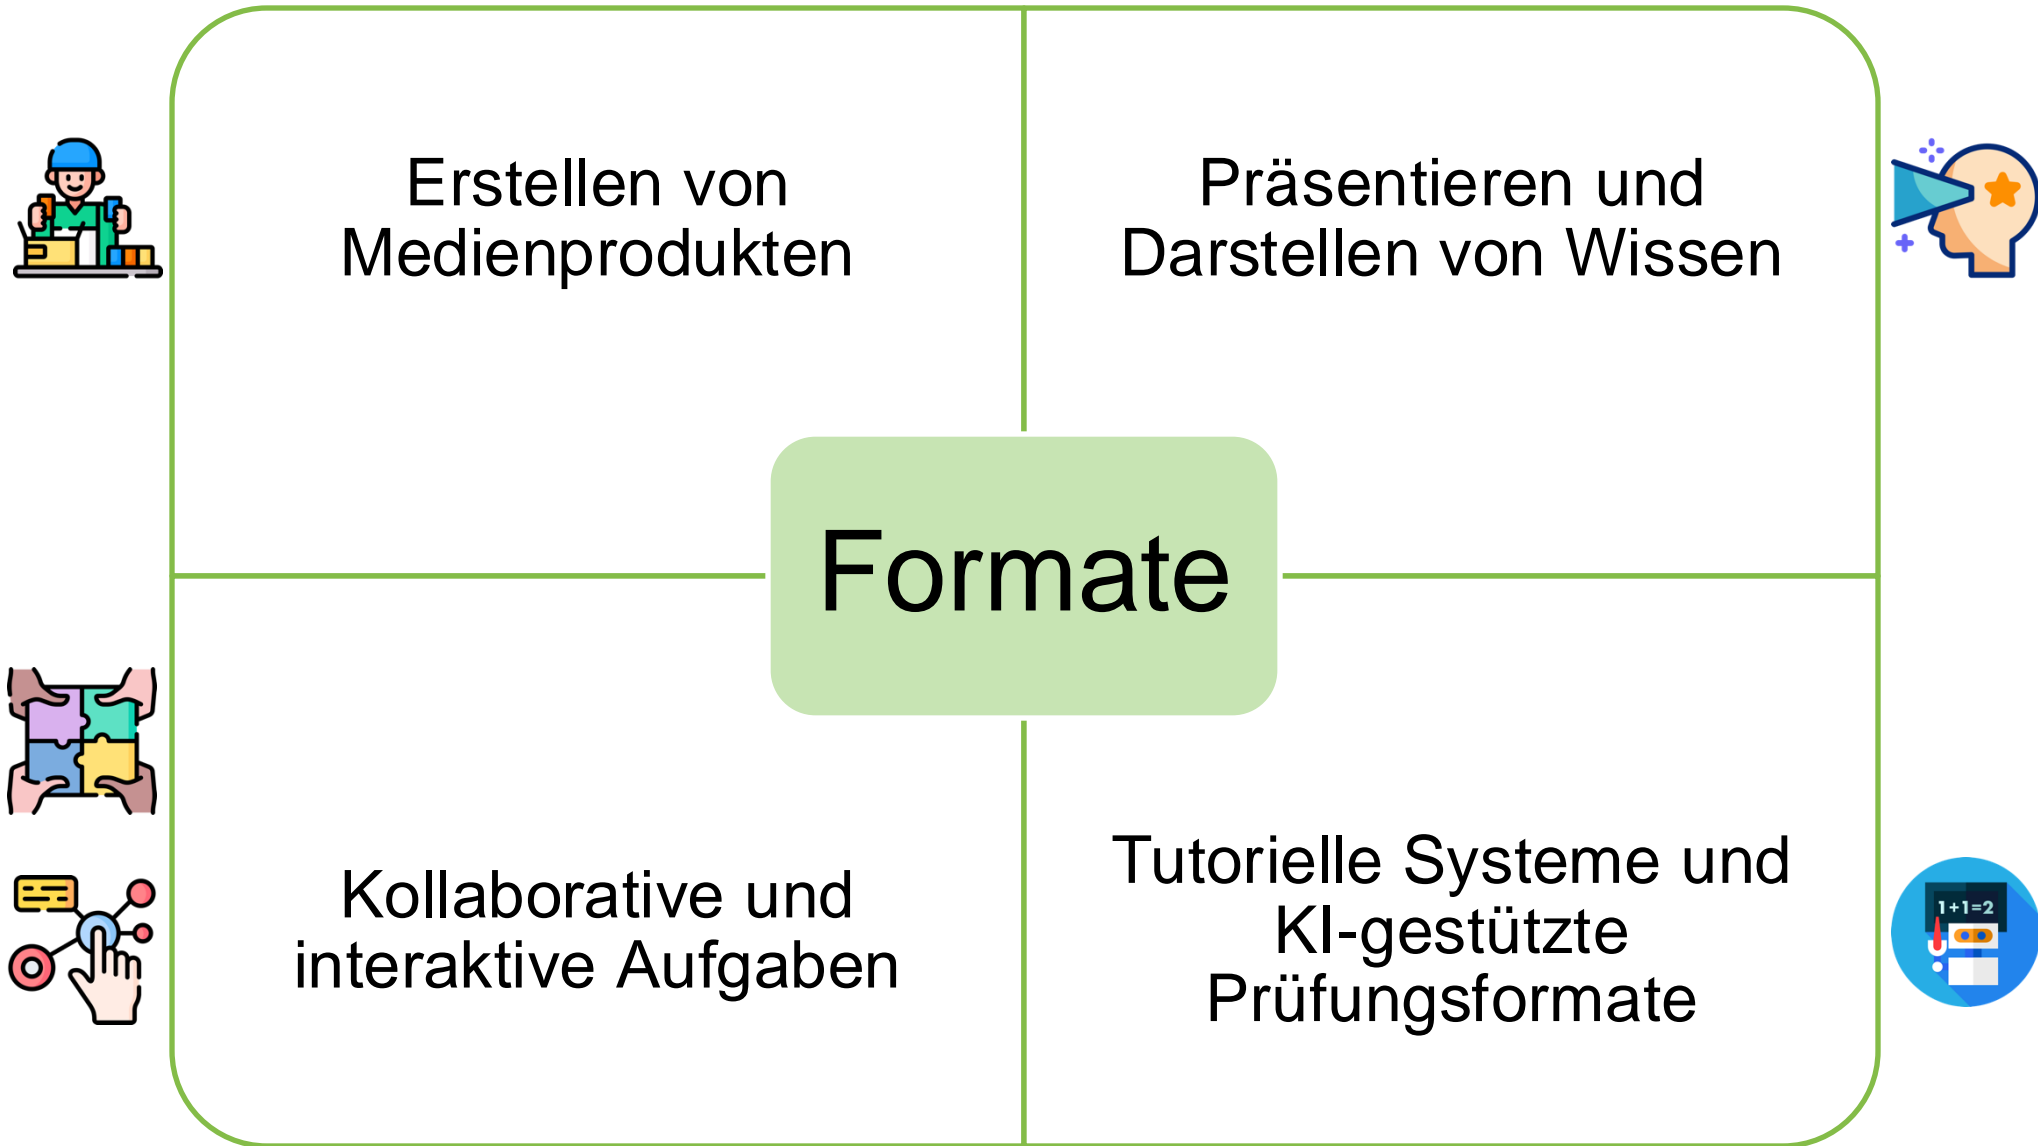 Erstellen von
Medienprodukten
Präsentieren und
Darstellen von Wissen
Formate
Kollaborative und
interaktive Aufgaben
Tutorielle Systeme und
KI-gestützte
Prüfungsformate
1+1=2